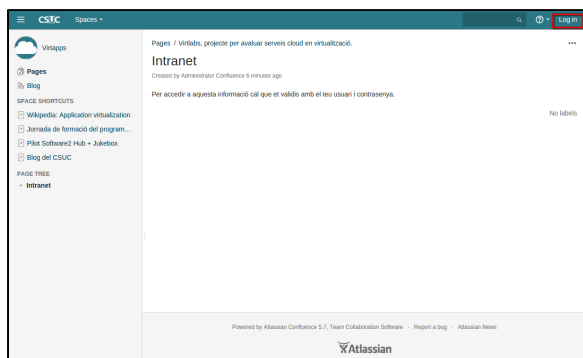 CSUC Spaces Log in
Virtapps
Pages
Blog
SPACE SHORTCUTS
Wikipedia: Application virtualization
Jornada de formació del program...
Pilot Software2 Hub + Jukebox
Blog del CSUC
PAGE TREE
Intranet
Pages / Virtlabs, projecte per avaluar serveis cloud en virtualització.
Intranet
Created by Administrator Confluence 6 minutes ago
Per accedir a aquesta informació cal que et validis amb el teu usuari i contrasenya.
No labels
Powered by Atlassian Confluence 5.7, Team Collaboration Software · Report a bug · Atlassian News
Atlassian